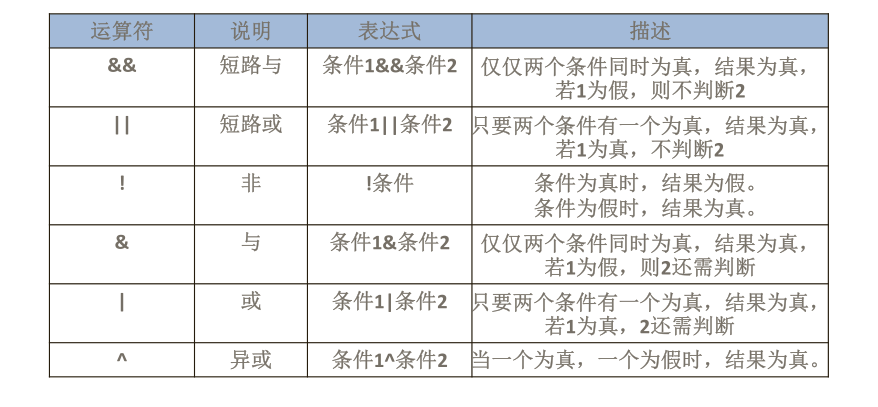 运算符 说明 表达式 描述
&& 短路与 条件1&&条件2 仅仅两个条件同时为真，结果为真，
若1为假，则不判断2
|| 短路或 条件1||条件2 只要两个条件有一个为真，结果为真，
若1为真，不判断2
! 非 !条件 条件为真时，结果为假。
条件为假时，结果为真。
& 与 条件1&条件2 仅仅两个条件同时为真，结果为真，
若1为假，则2还需判断
| 或 条件1|条件2 只要两个条件有一个为真，结果为真，
若1为真，2还需判断
^ 异或 条件1^条件2 当一个为真，一个为假时，结果为真。